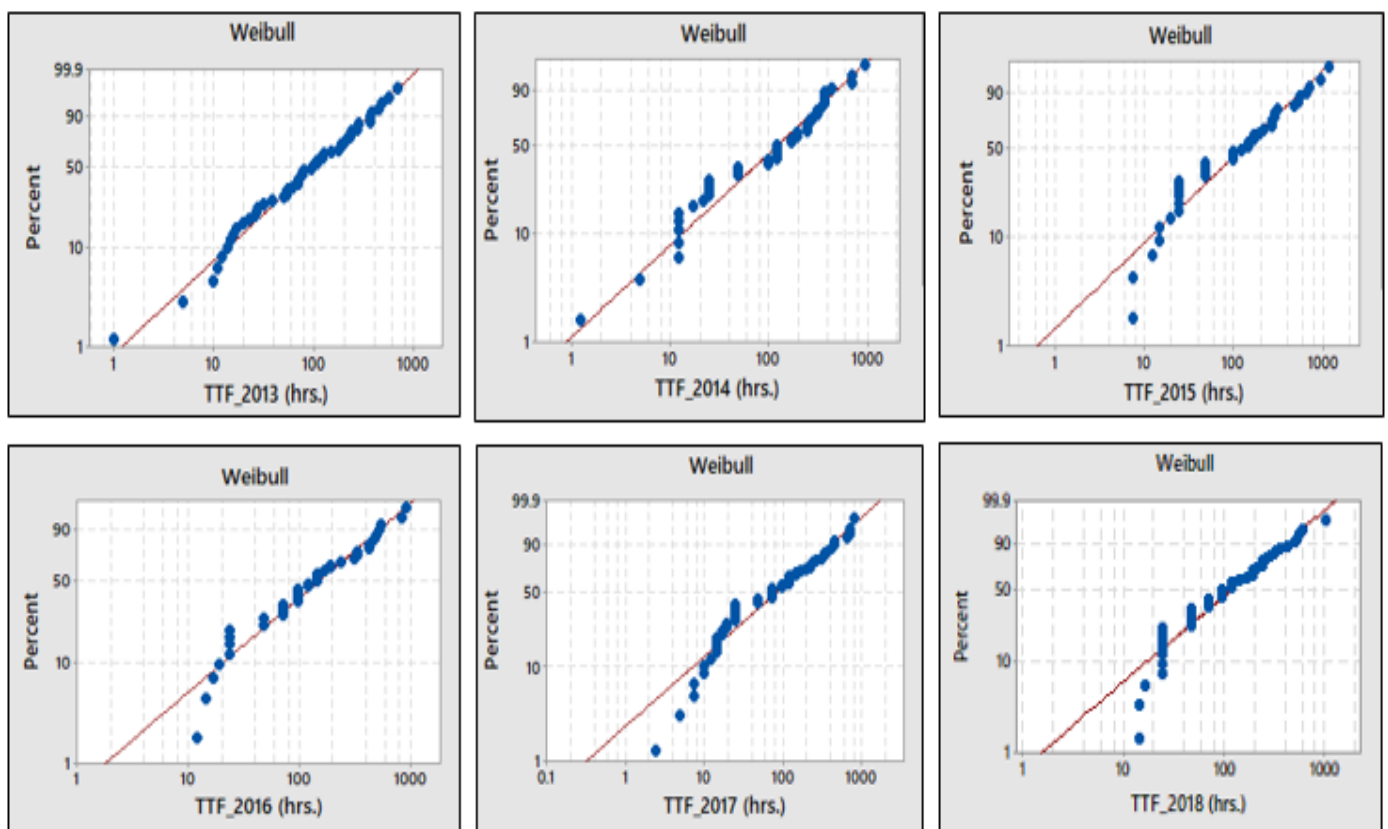 Weibull
99.9
90
50
10
1
Percent
1 10 100 1000
TTF_2013 (hrs.)
Weibull
90
50
10
1
Percent
1 10 100 1000
TTF_2014 (hrs.)
Weibull
90
50
10
1
Percent
1 10 100 1000
TTF_2015 (hrs.)
Weibull
90
50
10
1
Percent
1 10 100 1000
TTF_2016 (hrs.)
Weibull
99.9
90
50
10
1
Percent
0.1 1 10 100 1000
TTF_2017 (hrs.)
Weibull
99.9
90
50
10
1
Percent
1 10 100 1000
TTF_2018 (hrs.)